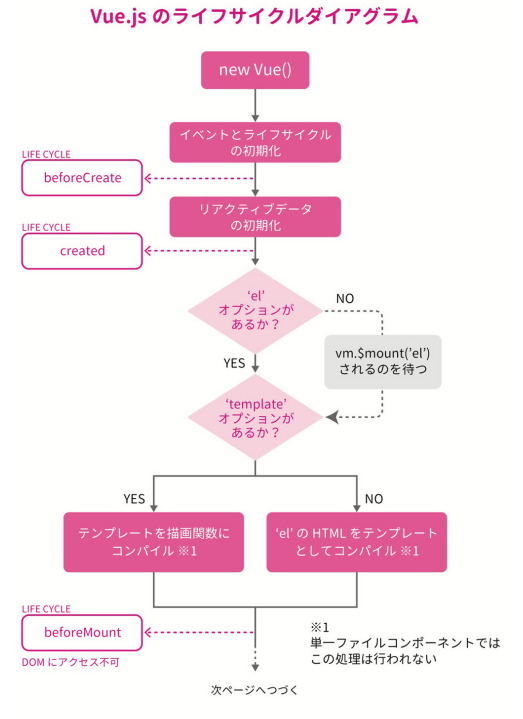 Vue.js のライフサイクルダイアグラム
new Vue()
イベントとライフサイクル
の初期化
LIFE CYCLE
beforeCreate
リアクティブデータ
の初期化
LIFE CYCLE
created
‘el’
オプションが
あるか？
NO
vm.$mount(’el’)
されるのを待つ
YES
‘template’
オプションが
あるか？
YES
NO
テンプレートを描画関数に
コンパイル ※1
‘el’ の HTML をテンプレート
としてコンパイル ※1
LIFE CYCLE
beforeMount
DOM にアクセス不可
※1
単一ファイルコンポーネントでは
この処理は行われない
次ページへつづく